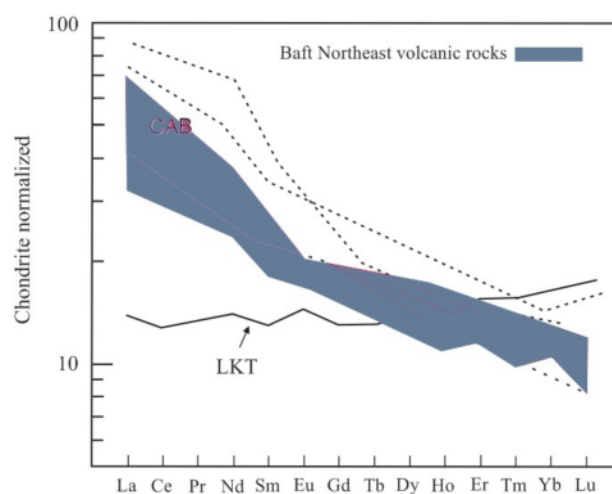 100
Baft Northeast volcanic rocks
CAB
Chondrite normalized
20
LKT
10
La Ce Pr Nd Sm Eu Gd Tb Dy Ho Er Tm Yb Lu